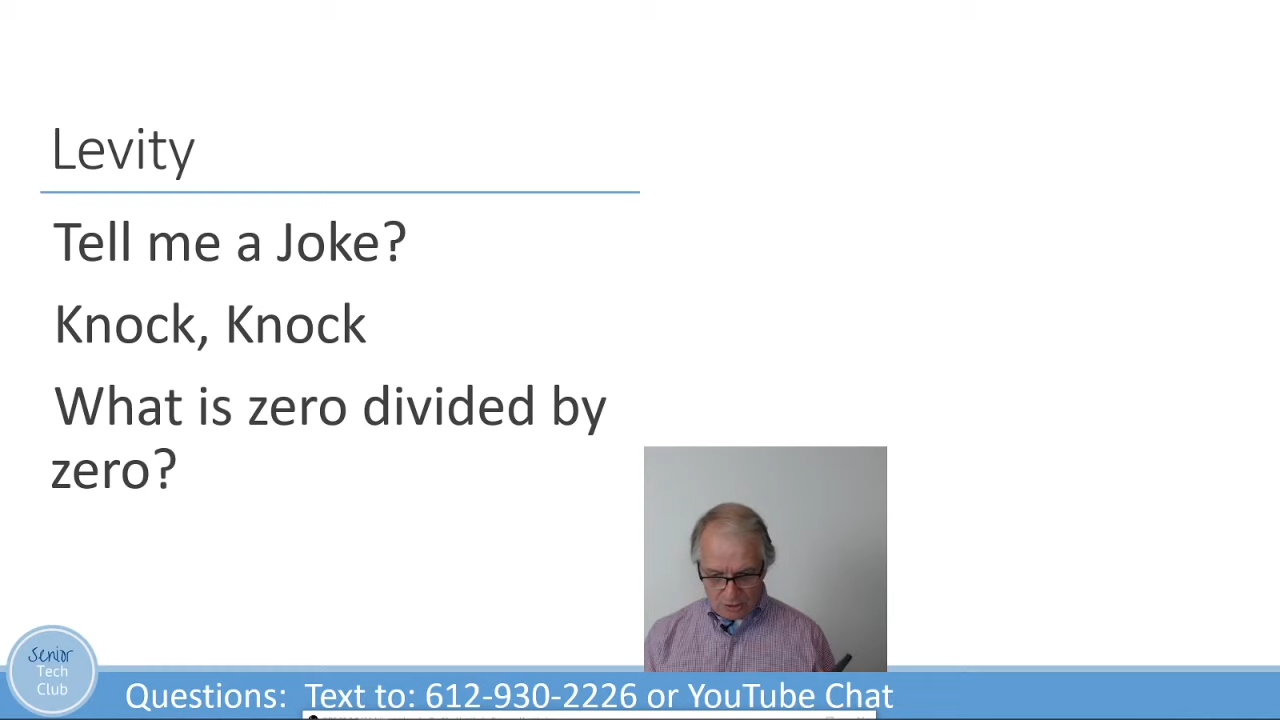 Levity
Tell me a Joke?
Knock, Knock
What is zero divided by
zero?
Senior
Tech
Club
Questions:  Text to: 612-930-2226 or YouTube Chat